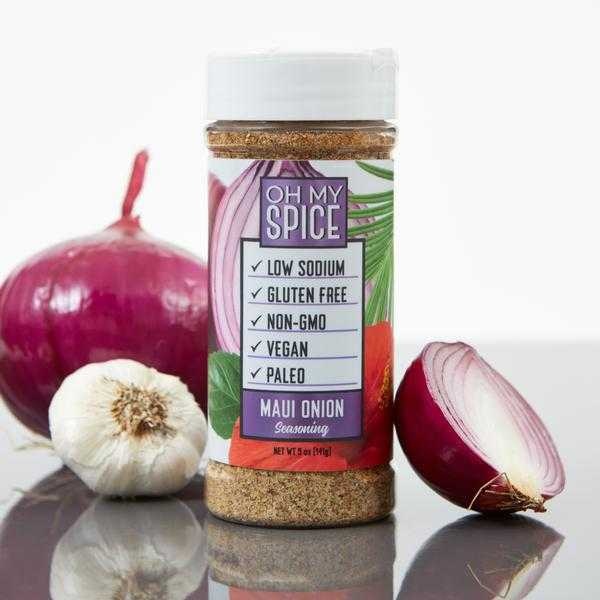 OH MY
SPICE
✓ LOW SODIUM
✓ GLUTEN FREE
✓ NON-GMO
✓ VEGAN
✓ PALEO
MAUI ONION
Seasoning
NET WT 5 oz (141g)